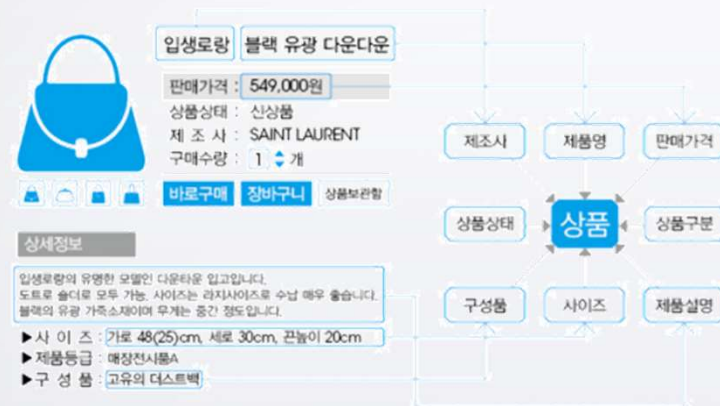 입생로랑 블랙 유광 다운다운
판매가격 : 549,000원
상품상태 : 신상품
제 조 사 : SAINT LAURENT
구매수량 : 1 개
바로구매 장바구니 상품보관함
상세정보
입생로랑의 유명한 모델인 다운타운 입고입니다.
도트로 숄더로 모두 가능. 사이즈는 라지사이즈로 수납 매우 좋습니다.
블랙의 유광 가죽소재이며 무게는 중간 정도입니다.
▶사 이 즈 : 가로 48(25)cm, 세로 30cm, 끈높이 20cm
▶제품등급 : 매장전시품A
▶구 성 품 : 고유의 더스트백
제조사 제품명 판매가격
상품상태 상품 상품구분
구성품 사이즈 제품설명